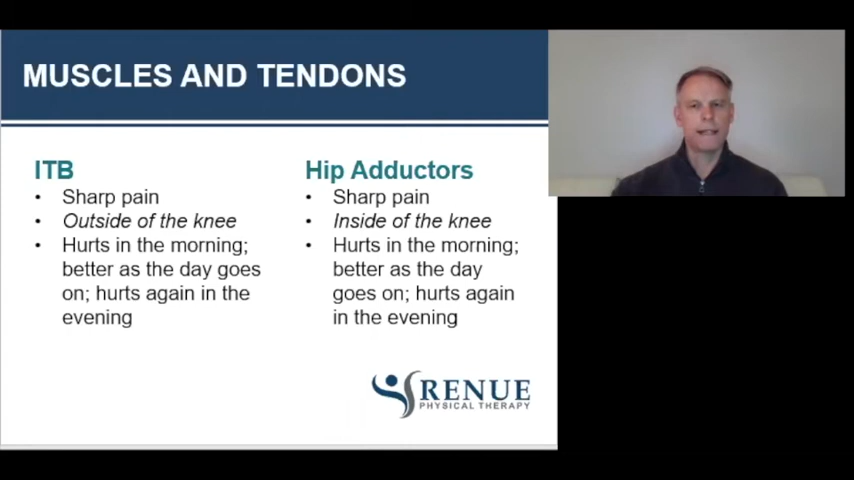 MUSCLES AND TENDONS
ITB
• Sharp pain
• Outside of the knee
• Hurts in the morning;
better as the day goes
on; hurts again in the
evening
Hip Adductors
• Sharp pain
• Inside of the knee
• Hurts in the morning;
better as the day
goes on; hurts again
in the evening
RENUE
PHYSICAL THERAPY